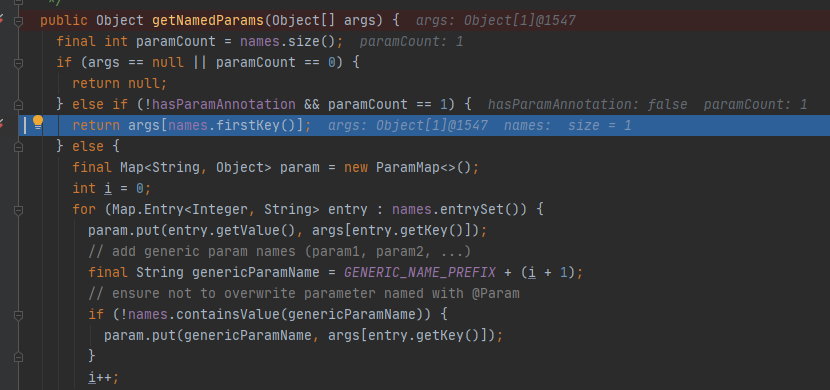 */
public Object getNamedParams(Object[] args) { args: Object[1]@1547
final int paramCount = names.size(); paramCount: 1
if (args == null || paramCount == 0) {
return null;
} else if (!hasParamAnnotation && paramCount == 1) { hasParamAnnotation: false paramCount: 1
return args[names.firstKey()]; args: Object[1]@1547 names: size = 1
} else {
final Map<String, Object> param = new ParamMap<>();
int i = 0;
for (Map.Entry<Integer, String> entry : names.entrySet()) {
param.put(entry.getValue(), args[entry.getKey()]);
// add generic param names (param1, param2, ...)
final String genericParamName = GENERIC_NAME_PREFIX + (i + 1);
// ensure not to overwrite parameter named with @Param
if (!names.containsValue(genericParamName)) {
param.put(genericParamName, args[entry.getKey()]);
}
i++;